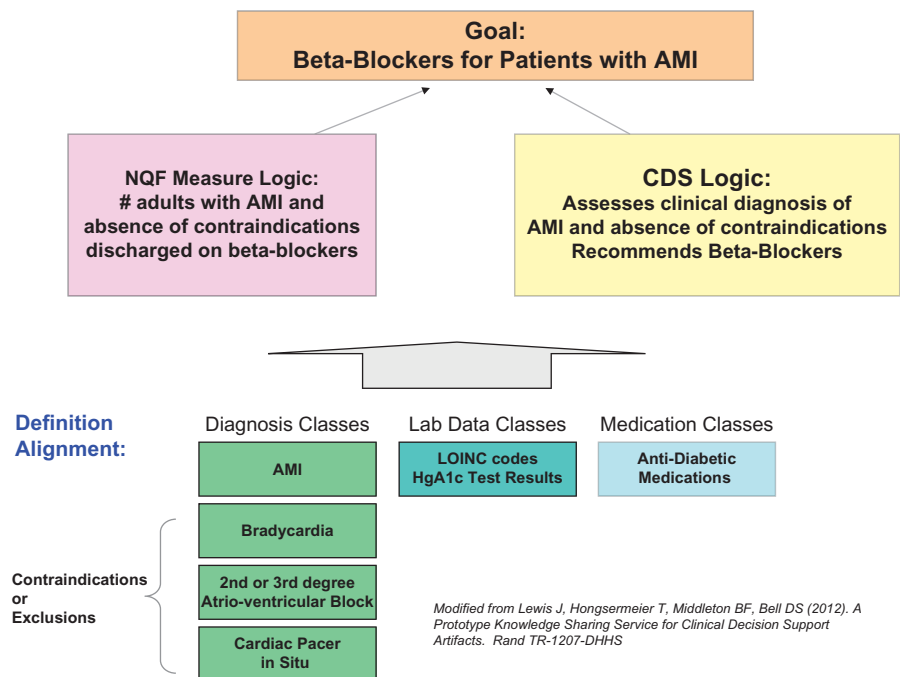 Goal:
Beta-Blockers for Patients with AMI
NQF Measure Logic:
# adults with AMI and
absence of contraindications
discharged on beta-blockers
CDS Logic:
Assesses clinical diagnosis of
AMI and absence of contraindications
Recommends Beta-Blockers
Definition
Alignment:
Diagnosis Classes
Lab Data Classes
Medication Classes
AMI
LOINC codes
HgA1c Test Results
Anti-Diabetic
Medications
Bradycardia
Contraindications
or
Exclusions
2nd or 3rd degree
Atrio-ventricular Block
Cardiac Pacer
in Situ
Modified from Lewis J, Hongsermeier T, Middleton BF, Bell DS (2012). A
Prototype Knowledge Sharing Service for Clinical Decision Support
Artifacts. Rand TR-1207-DHHS